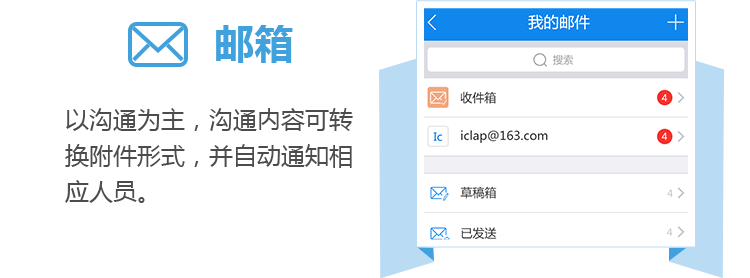 邮箱
以沟通为主，沟通内容可转
换附件形式，并自动通知相
应人员。
我的邮件
搜索
收件箱 4
Ic iclap@163.com 4
草稿箱 4
已发送 4